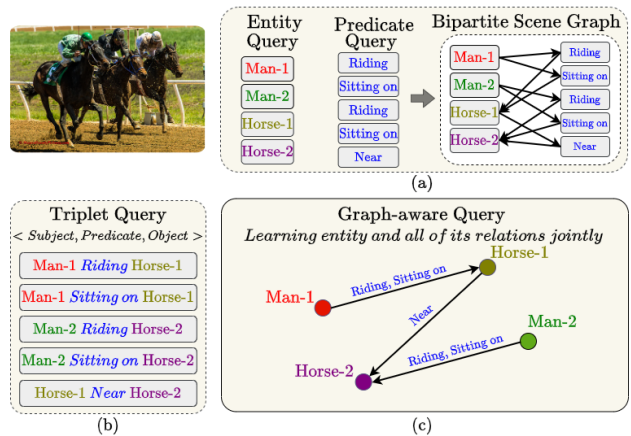 Entity
Query
Man-1
Man-2
Horse-1
Horse-2
Predicate
Query
Riding
Sitting on
Riding
Sitting on
Near
Bipartite Scene Graph
Man-1
Man-2
Horse-1
Horse-2
Riding
Sitting on
Riding
Sitting on
Near
(a)
Triplet Query
< Subject, Predicate, Object >
Man-1 Riding Horse-1
Man-1 Sitting on Horse-1
Man-2 Riding Horse-2
Man-2 Sitting on Horse-2
Horse-1 Near Horse-2
(b)
Graph-aware Query
Learning entity and all of its relations jointly
Horse-1
Riding, Sitting on
Man-1
Near
Man-2
Riding, Sitting on
Horse-2
(c)